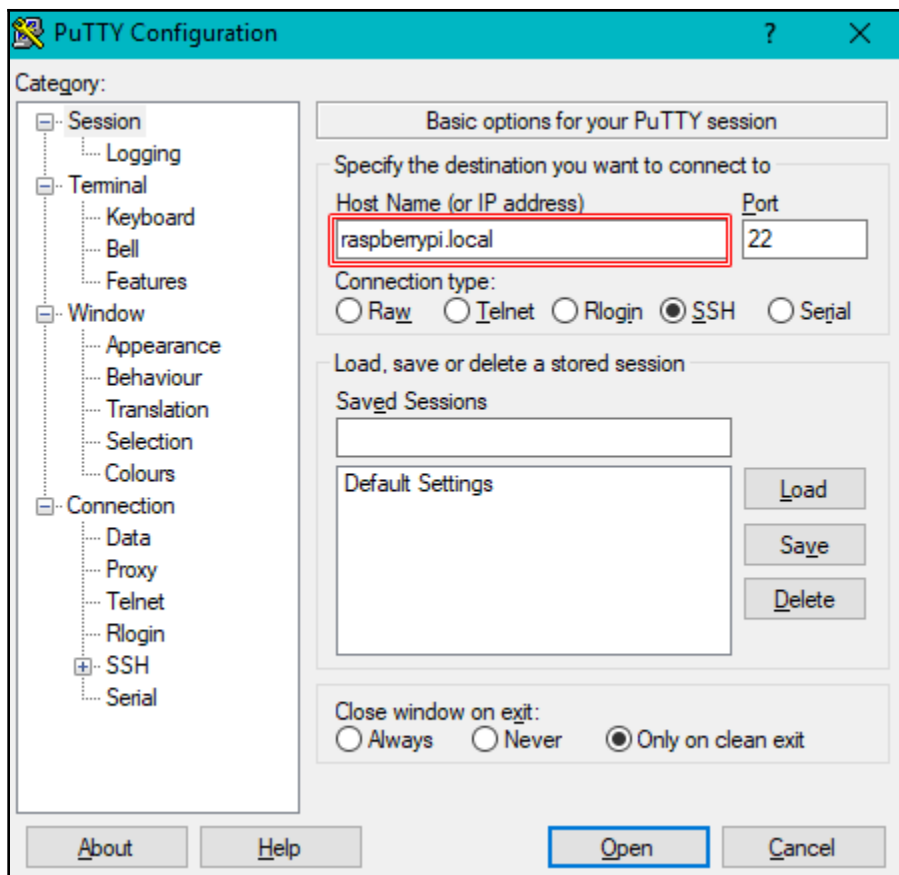 PuTTY Configuration ? ×
Category:
Session
Logging
Terminal
Keyboard
Bell
Features
Window
Appearance
Behaviour
Translation
Selection
Colours
Connection
Data
Proxy
Telnet
Rlogin
SSH
Serial
Basic options for your PuTTY session
Specify the destination you want to connect to
Host Name (or IP address) Port
raspberrypi.local 22
Connection type:
Raw Telnet Rlogin SSH Serial
Load, save or delete a stored session
Saved Sessions
Default Settings
Load
Save
Delete
Close window on exit:
Always Never Only on clean exit
About Help Open Cancel